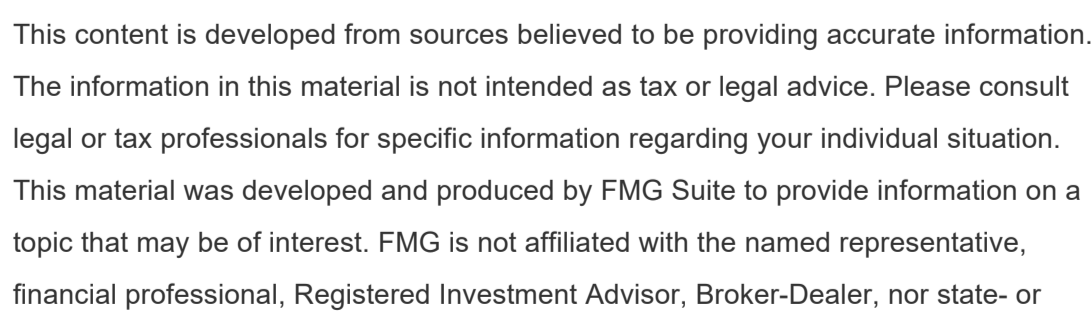 This content is developed from sources believed to be providing accurate information.
The information in this material is not intended as tax or legal advice. Please consult
legal or tax professionals for specific information regarding your individual situation.
This material was developed and produced by FMG Suite to provide information on a
topic that may be of interest. FMG is not affiliated with the named representative,
financial professional, Registered Investment Advisor, Broker-Dealer, nor state- or